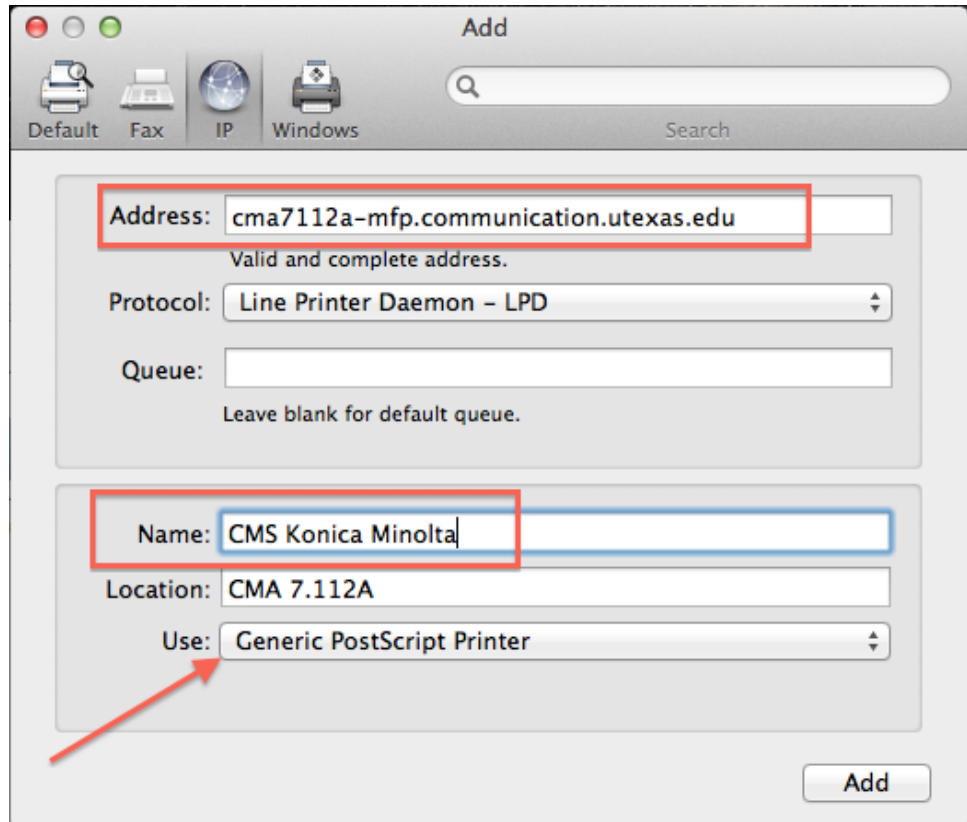 Add
Default Fax IP Windows Search
Address: cma7112a-mfp.communication.utexas.edu
Valid and complete address.
Protocol: Line Printer Daemon – LPD
Queue:
Leave blank for default queue.
Name: CMS Konica Minolta
Location: CMA 7.112A
Use: Generic PostScript Printer
Add